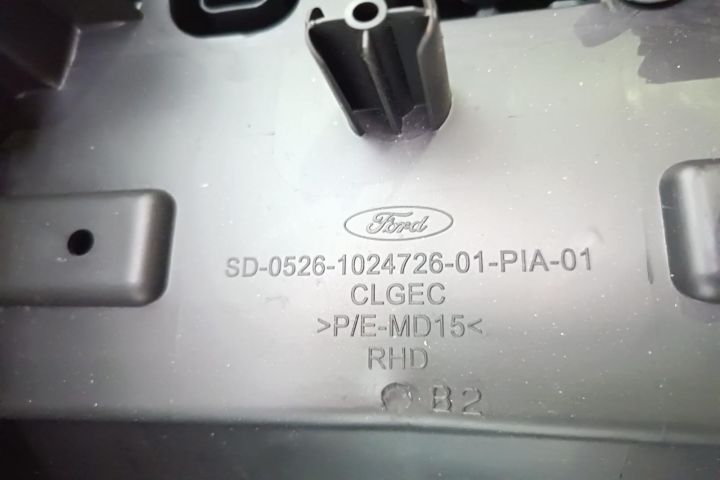 Ford
SD-0526-1024726-01-PIA-01
CLGEC
>P/E-MD15<
RHD
B2